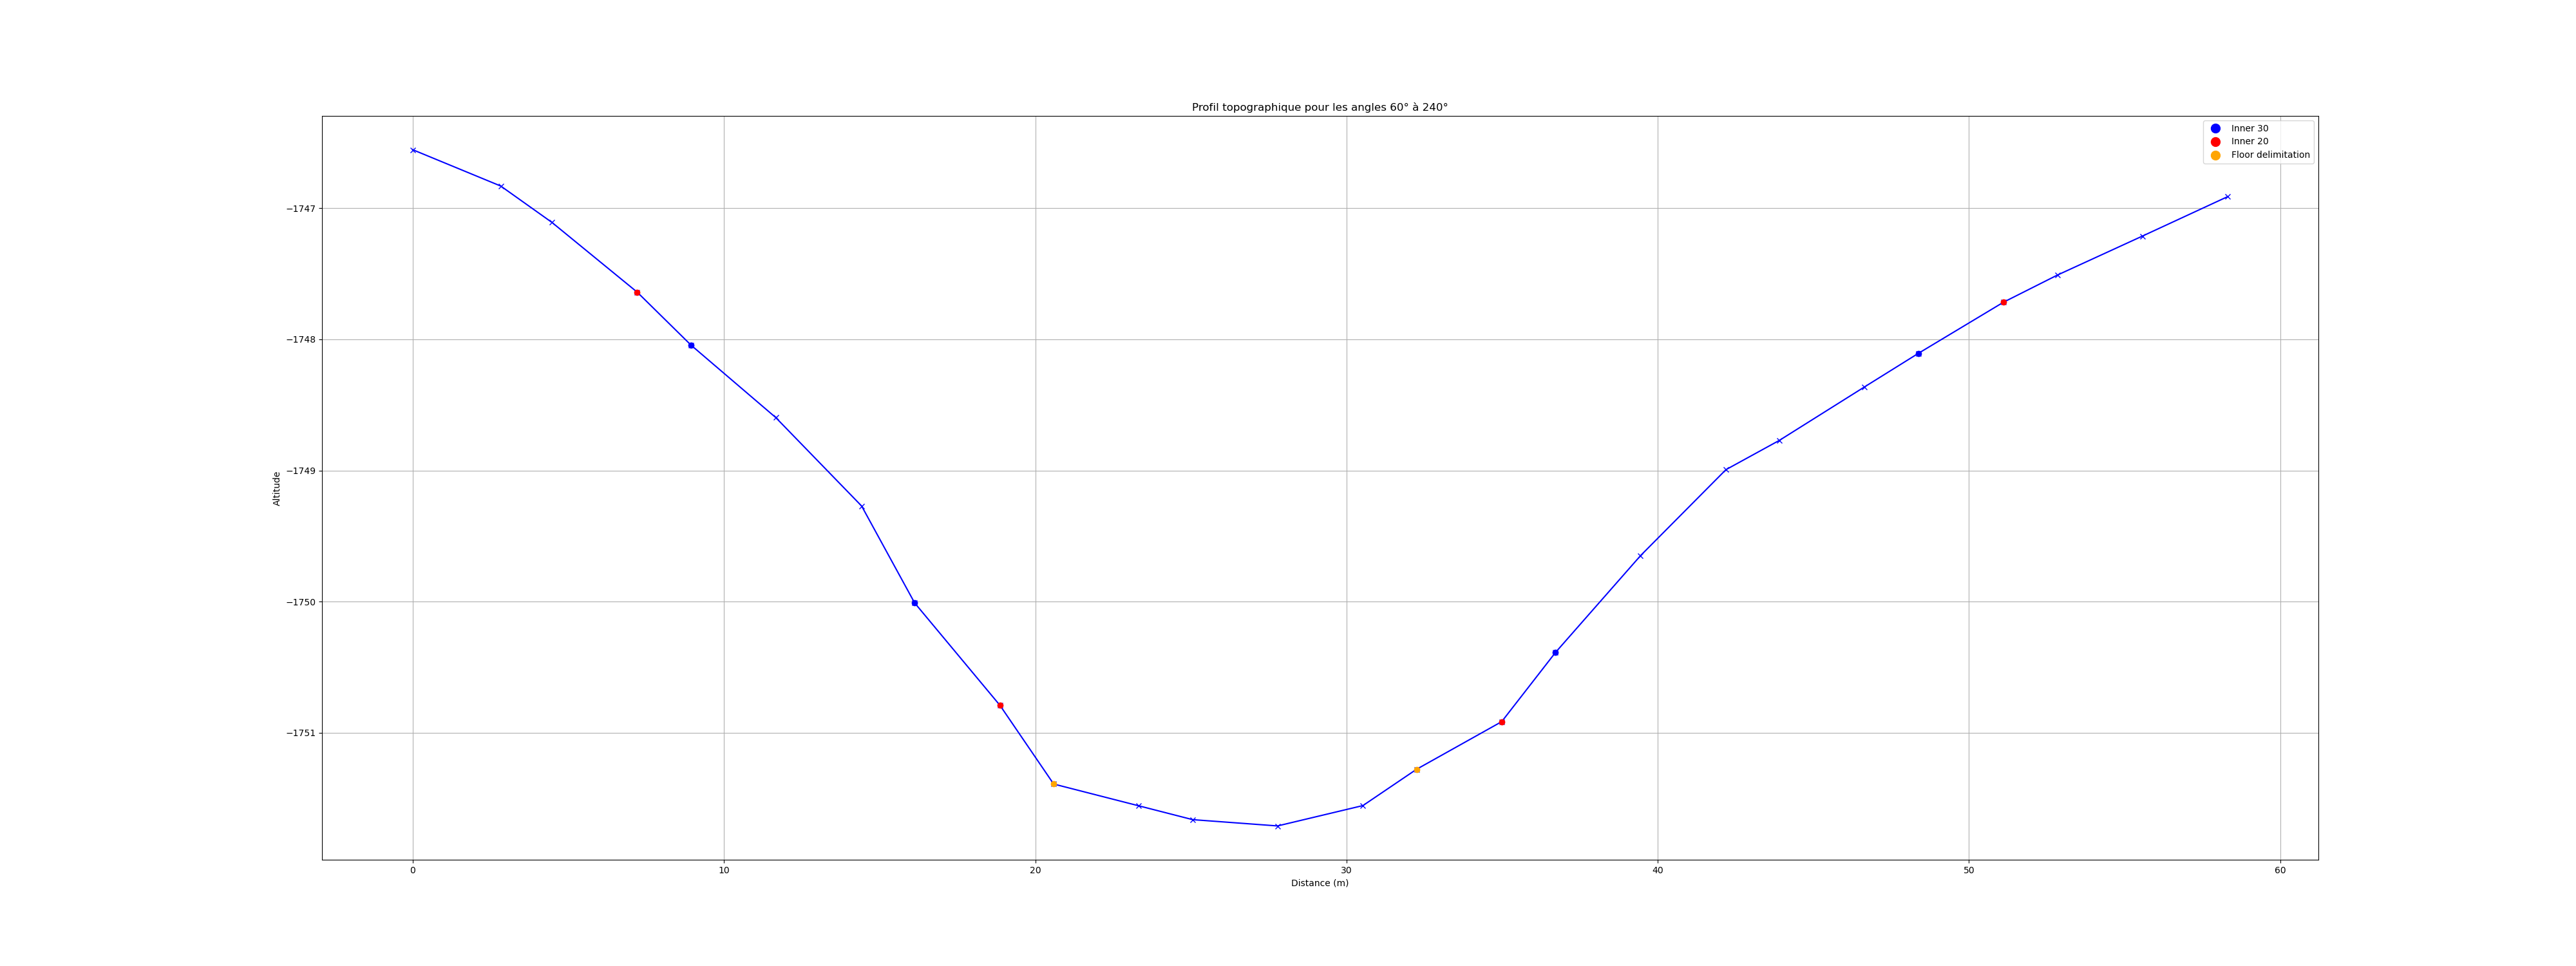 Profil topographique pour les angles 60° à 240°
Inner 30
Inner 20
Floor delimitation
−1747
−1748
−1749
−1750
−1751
Altitude
0 10 20 30 40 50 60
Distance (m)